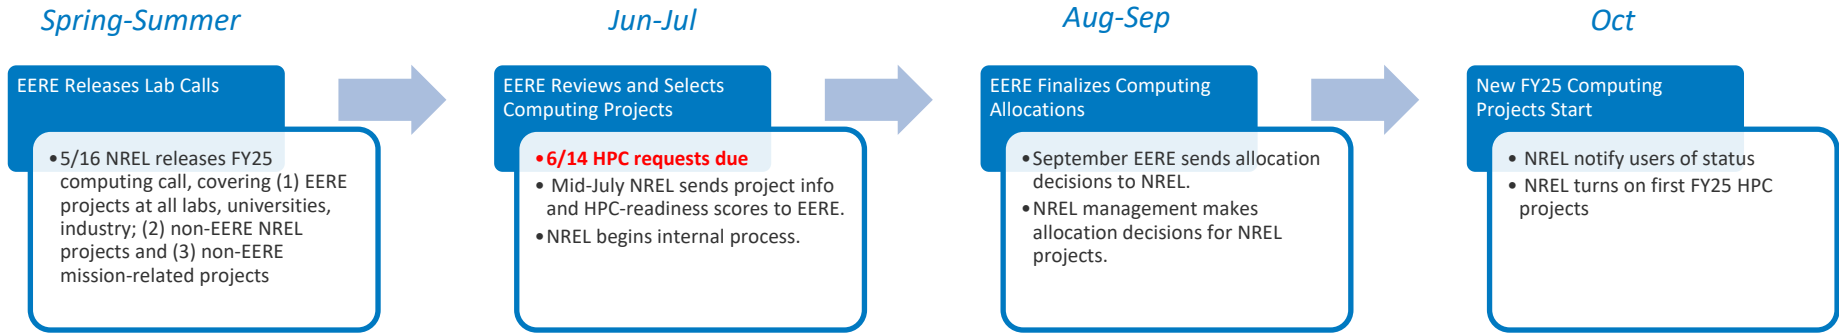 Spring-Summer
EERE Releases Lab Calls
•5/16 NREL releases FY25
computing call, covering (1) EERE
projects at all labs, universities,
industry; (2) non-EERE NREL
projects and (3) non-EERE
mission-related projects
Jun-Jul
EERE Reviews and Selects
Computing Projects
•6/14 HPC requests due
• Mid-July NREL sends project info
and HPC-readiness scores to EERE.
•NREL begins internal process.
Aug-Sep
EERE Finalizes Computing
Allocations
•September EERE sends allocation
decisions to NREL.
•NREL management makes
allocation decisions for NREL
projects.
Oct
New FY25 Computing
Projects Start
• NREL notify users of status
• NREL turns on first FY25 HPC
projects